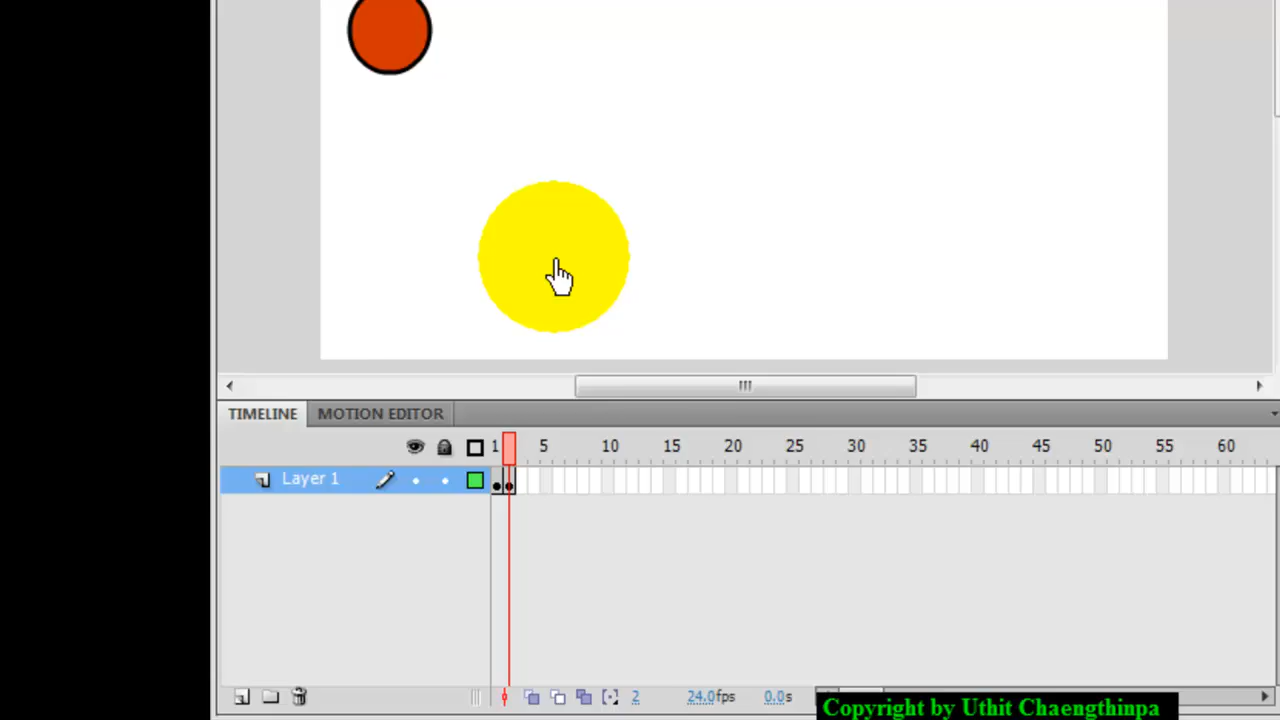 TIMELINE MOTION EDITOR
1 5 10 15 20 25 30 35 40 45 50 55 60
Layer 1
2 24.0fps 0.0s
Copyright by Uthit Chaengthinpa